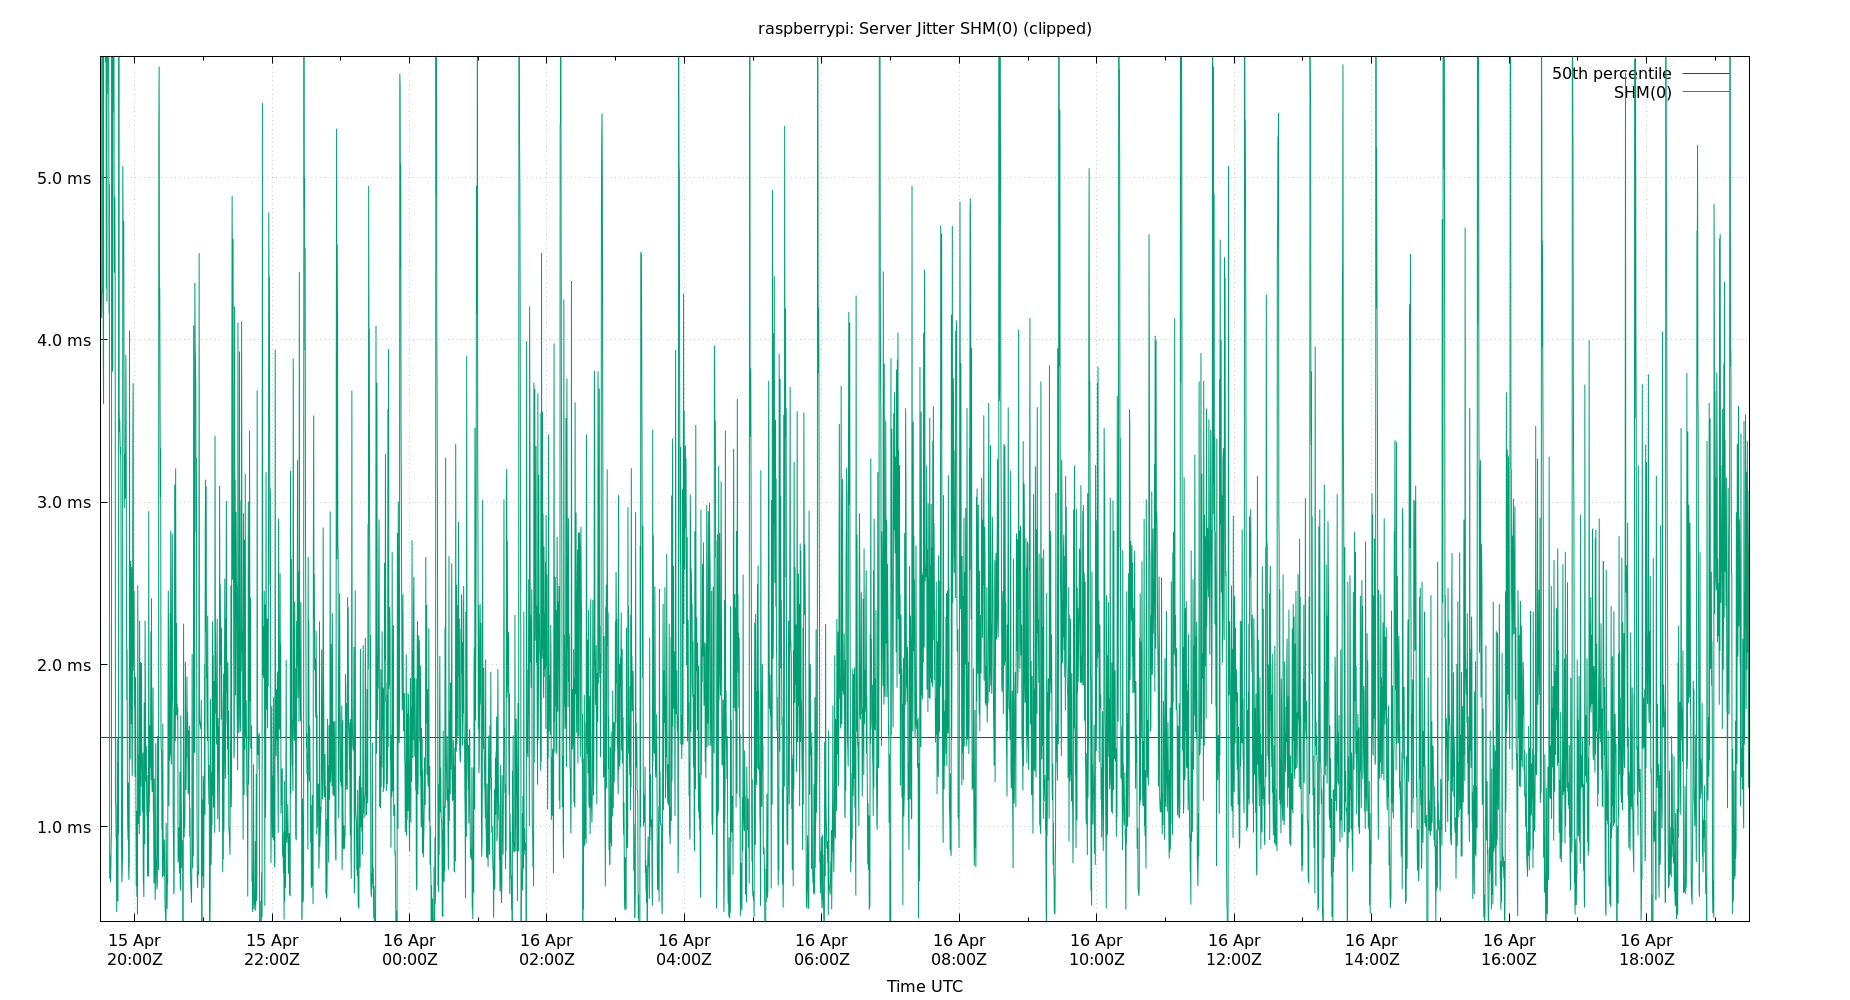 raspberrypi: Server Jitter SHM(0) (clipped)
50th percentile
SHM(0)
5.0 ms
4.0 ms
3.0 ms
2.0 ms
1.0 ms
15 Apr 15 Apr 16 Apr 16 Apr 16 Apr 16 Apr 16 Apr 16 Apr 16 Apr 16 Apr 16 Apr 16 Apr
20:00Z 22:00Z 00:00Z 02:00Z 04:00Z 06:00Z 08:00Z 10:00Z 12:00Z 14:00Z 16:00Z 18:00Z
Time UTC